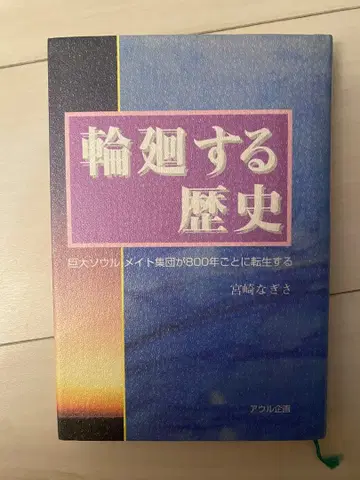 輪廻する
歴史
巨大ソウルメイト集団が800年ごとに転生する
宮崎なぎさ
アウル企画